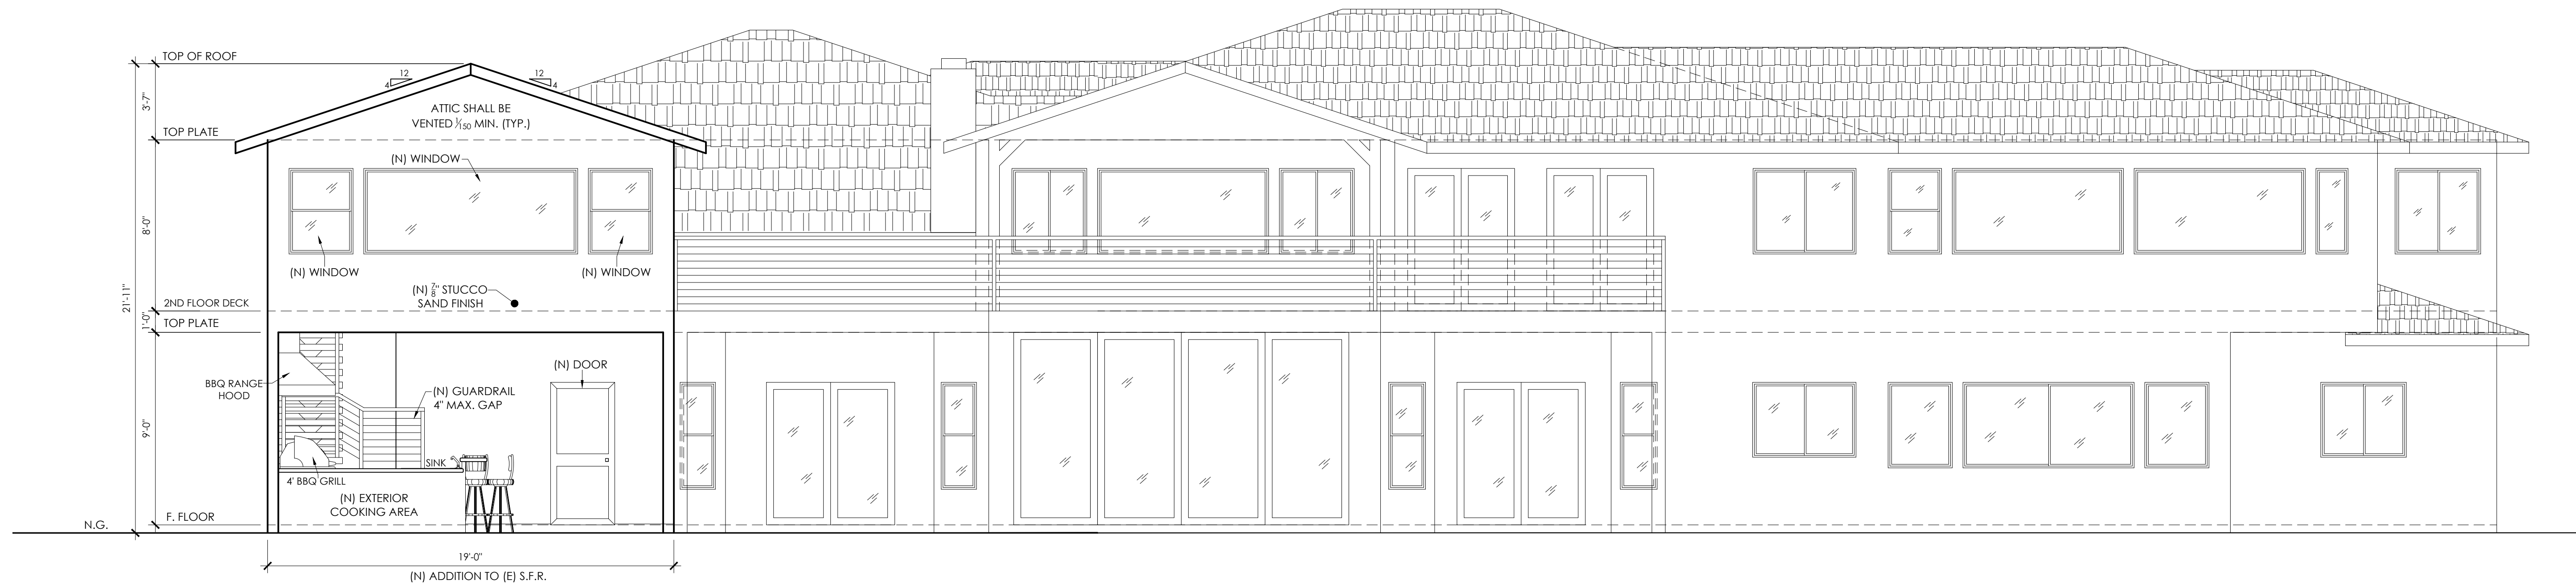 TOP OF ROOF
12
4
12
4
3'-7"
ATTIC SHALL BE
VENTED 1/150 MIN. (TYP.)
TOP PLATE
(N) WINDOW
8'-0"
(N) WINDOW
(N) WINDOW
21'-11"
(N) 7/8" STUCCO
SAND FINISH
2ND FLOOR DECK
1'-0"
TOP PLATE
(N) DOOR
BBQ RANGE
HOOD
(N) GUARDRAIL
4" MAX. GAP
9'-0"
SINK
4' BBQ GRILL
(N) EXTERIOR
COOKING AREA
F. FLOOR
N.G.
19'-0"
(N) ADDITION TO (E) S.F.R.